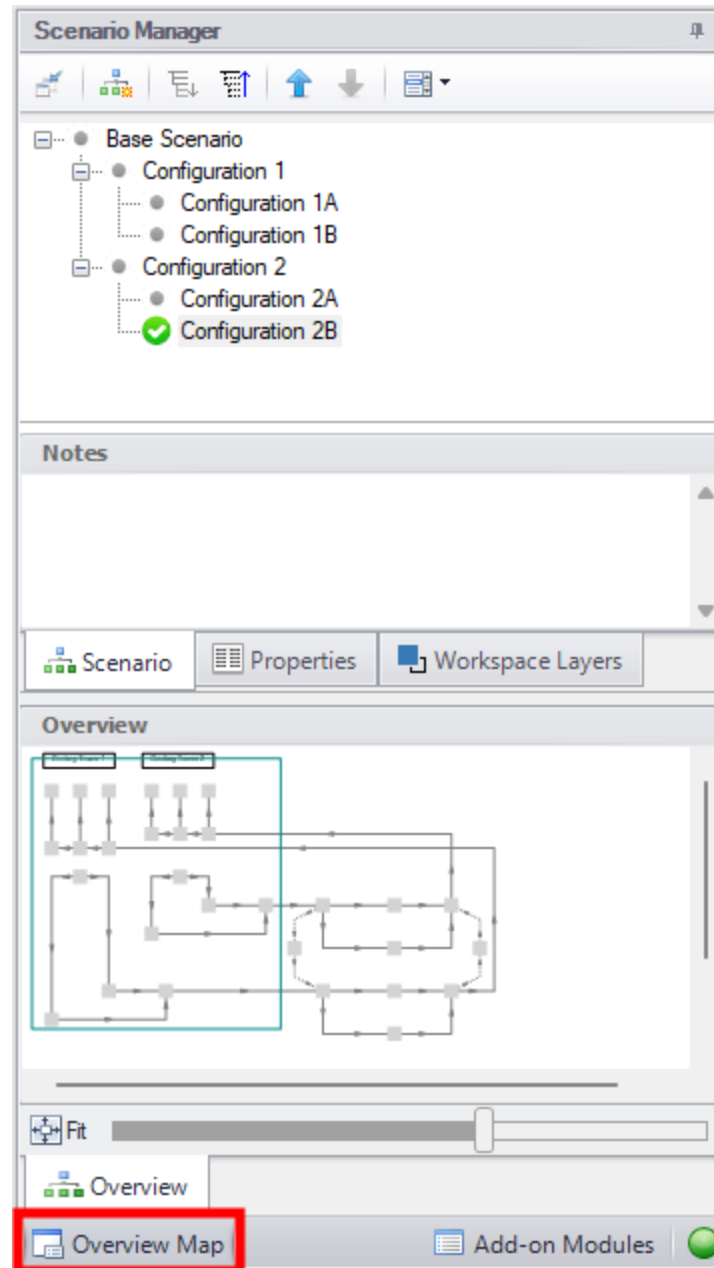 Scenario Manager
Base Scenario
Configuration 1
Configuration 1A
Configuration 1B
Configuration 2
Configuration 2A
Configuration 2B
Notes
Scenario
Properties
Workspace Layers
Overview
Fit
Overview
Overview Map
Add-on Modules